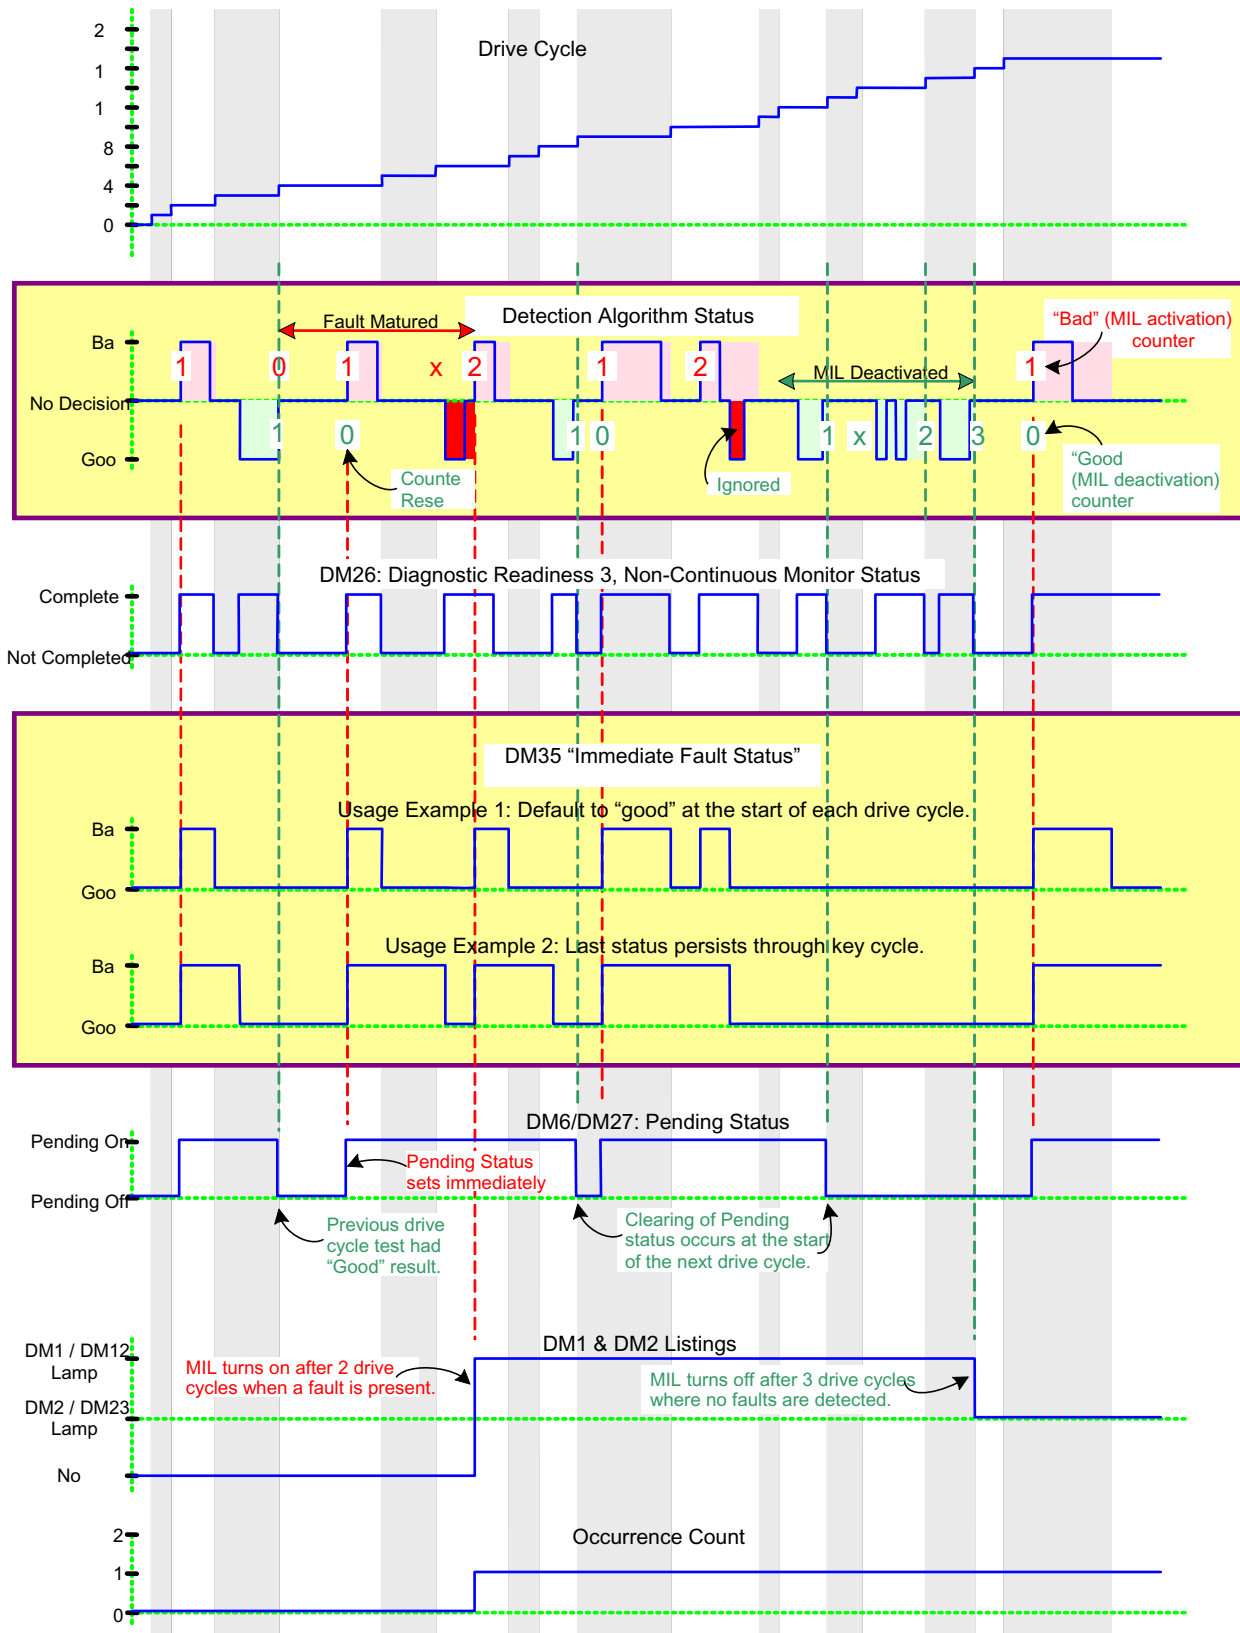 Drive Cycle
2
1
1
8
4
0
Fault Matured
Detection Algorithm Status
"Bad" (MIL activation)
counter
Ba
1 0 1 x 2 1 2 1
MIL Deactivated
No Decision
1 0 1 0 1 x 2 3 0
Goo
Counte
Rese
Ignored
"Good
(MIL deactivation)
counter
DM26: Diagnostic Readiness 3, Non-Continuous Monitor Status
Complete
Not Completed
DM35 "Immediate Fault Status"
Usage Example 1: Default to "good" at the start of each drive cycle.
Ba
Goo
Usage Example 2: Last status persists through key cycle.
Ba
Goo
DM6/DM27: Pending Status
Pending On
Pending Off
Pending Status
sets immediately
Previous drive
cycle test had
"Good" result.
Clearing of Pending
status occurs at the start
of the next drive cycle.
DM1 & DM2 Listings
DM1 / DM12
Lamp
MIL turns on after 2 drive
cycles when a fault is present.
MIL turns off after 3 drive cycles
where no faults are detected.
DM2 / DM23
Lamp
No
Occurrence Count
2
1
0